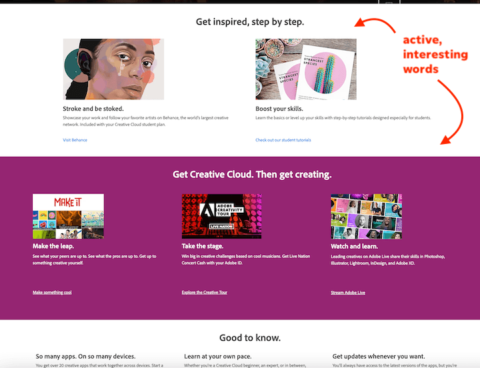 Get inspired, step by step.
active,
interesting
words
Stroke and be stoked.
Showcase your work and follow your favorite artists on Behance, the world's largest creative
network. Included with your Creative Cloud student plan.
Visit Behance
Boost your skills.
Learn the basics or level up your skills with step-by-step tutorials designed especially for students.
Check out our student tutorials
Get Creative Cloud. Then get creating.
MAKE IT
ADOBE
CREATIVITY
TOUR
LIVE NATION
Make the leap.
See what your peers are up to. See what the pros are up to. Get up to
something creative yourself.
Make something cool
Take the stage.
Win big in creative challenges based on cool musicians. Get Live Nation
Concert Cash with your Adobe ID.
Explore the Creative Tour
Watch and learn.
Leading creatives on Adobe Live share their skills in Photoshop,
Illustrator, Lightroom, InDesign, and Adobe XD.
Stream Adobe Live
Good to know.
So many apps. On so many devices.
You get over 20 creative apps that work together across devices. Start a
Learn at your own pace.
Whether you're a Creative Cloud beginner, an expert, or in between,
Get updates whenever you want.
You'll always have access to the latest versions of the apps, but you're